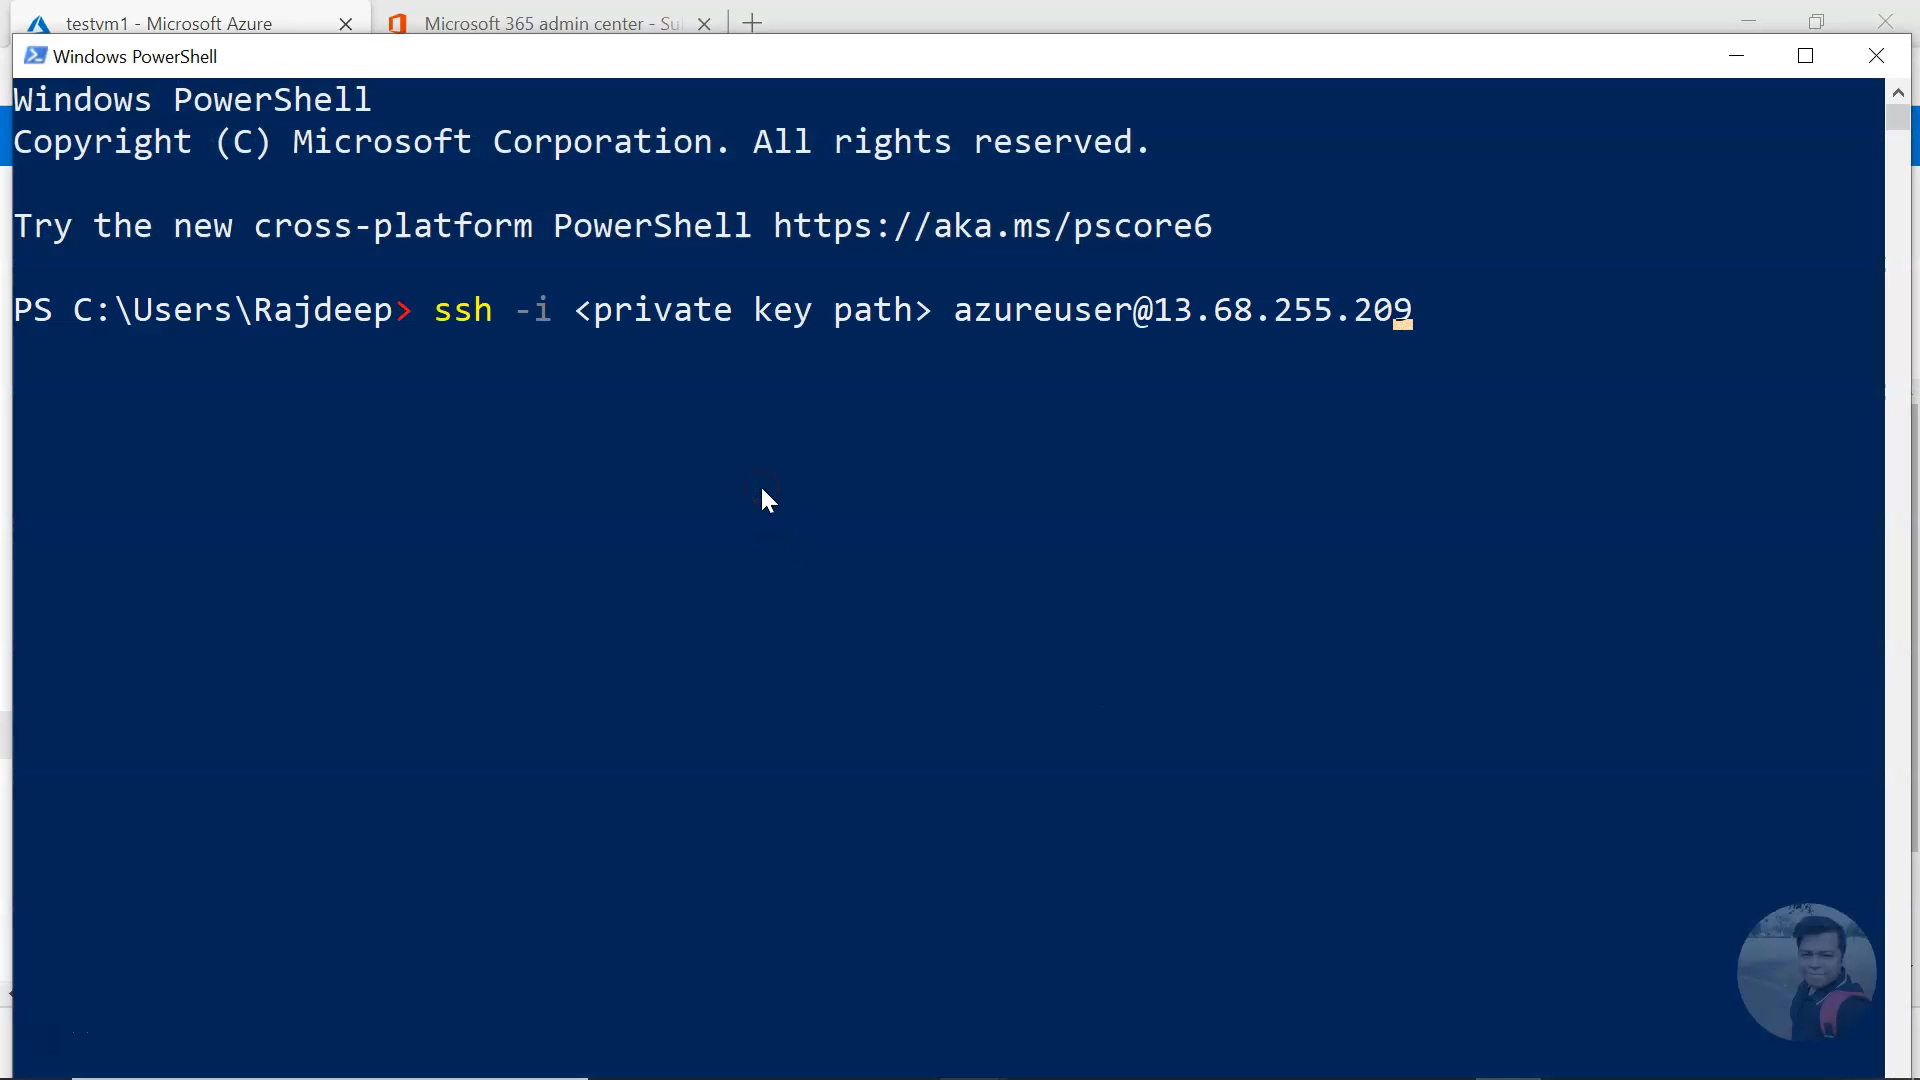 testvm1 - Microsoft Azure
Microsoft 365 admin center - Su
Windows PowerShell
Windows PowerShell
Copyright (C) Microsoft Corporation. All rights reserved.
Try the new cross-platform PowerShell https://aka.ms/pscore6
PS C:\Users\Rajdeep> ssh -i <private key path> azureuser@13.68.255.209